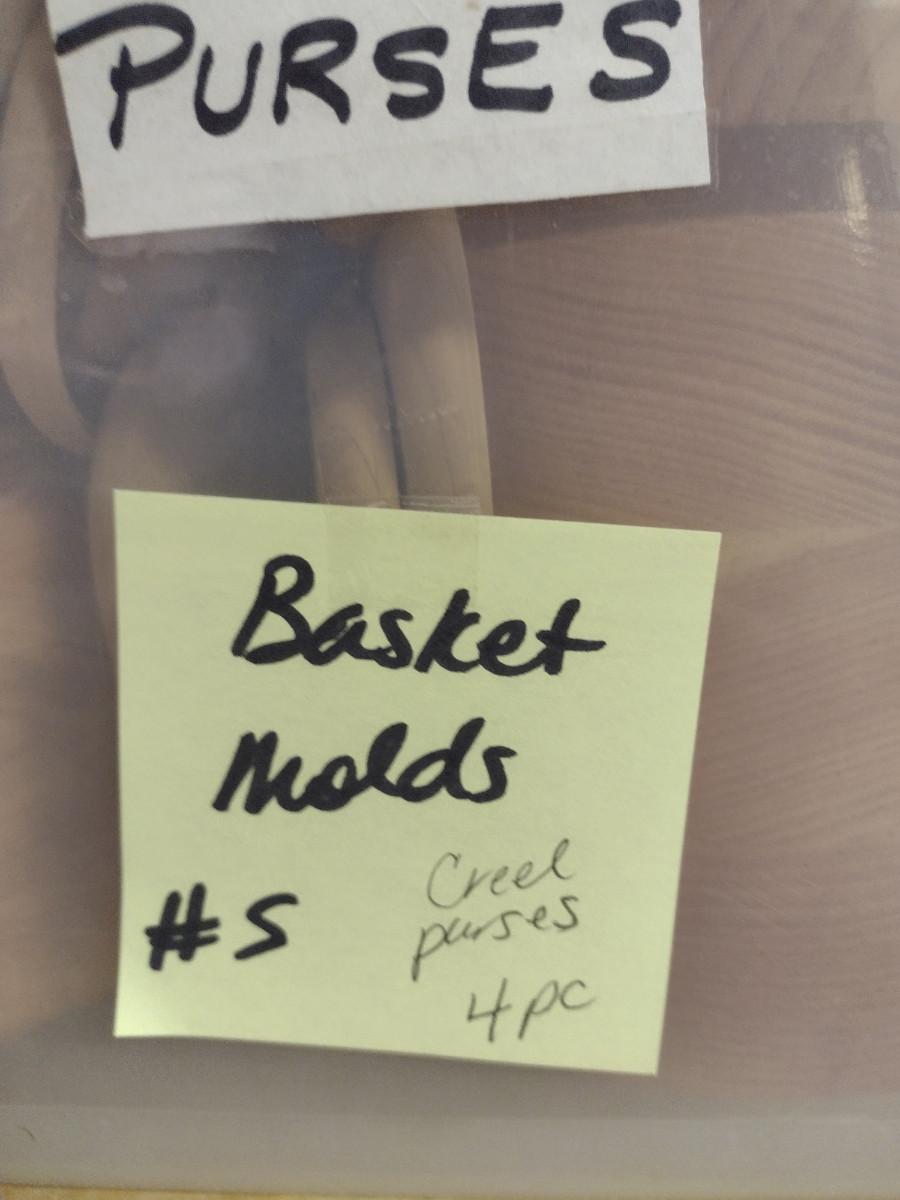 PURSES
Basket
Molds
#5
Creel
purses
4pc